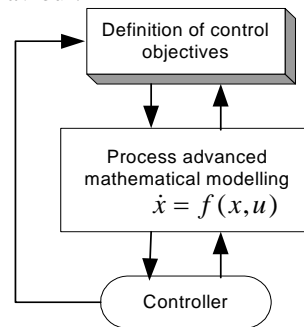 Definition of control
objectives
Process advanced
mathematical modelling
ẋ = f(x,u)
Controller